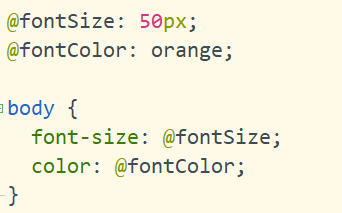 @fontSize: 50px;
@fontColor: orange;

body {
  font-size: @fontSize;
  color: @fontColor;
}